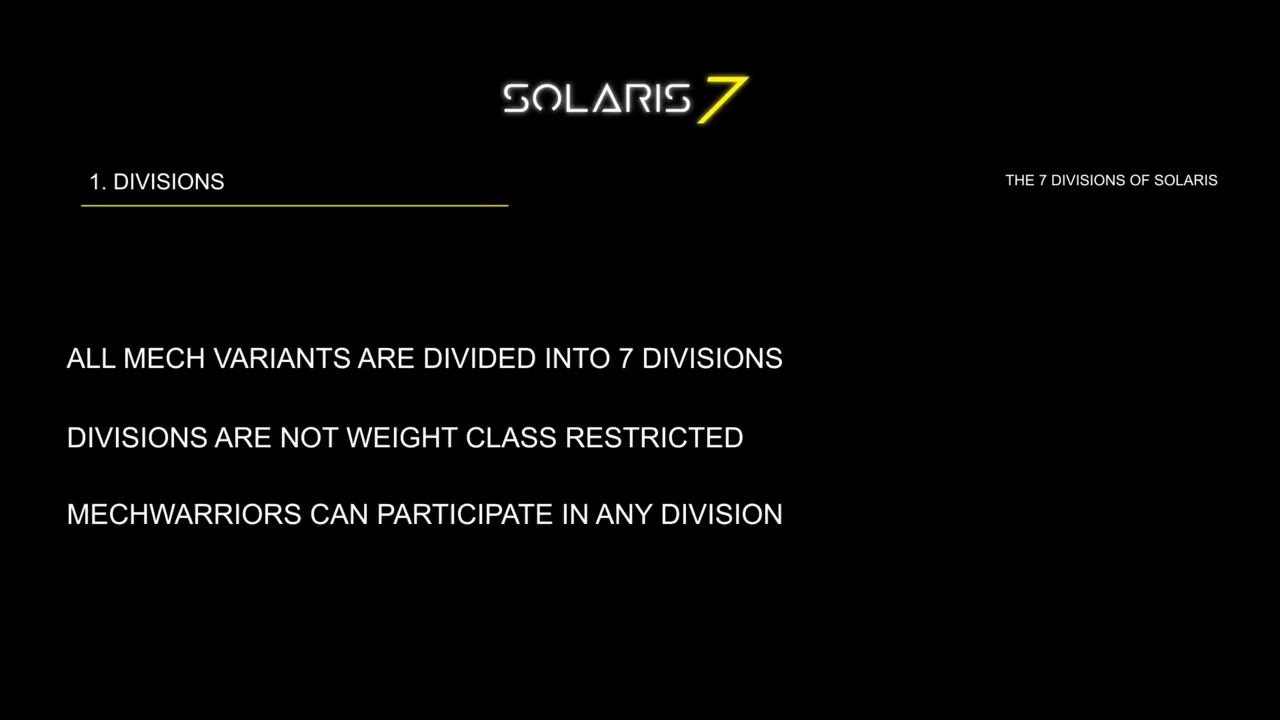 SOLARIS 7
1. DIVISIONS
THE 7 DIVISIONS OF SOLARIS
ALL MECH VARIANTS ARE DIVIDED INTO 7 DIVISIONS
DIVISIONS ARE NOT WEIGHT CLASS RESTRICTED
MECHWARRIORS CAN PARTICIPATE IN ANY DIVISION